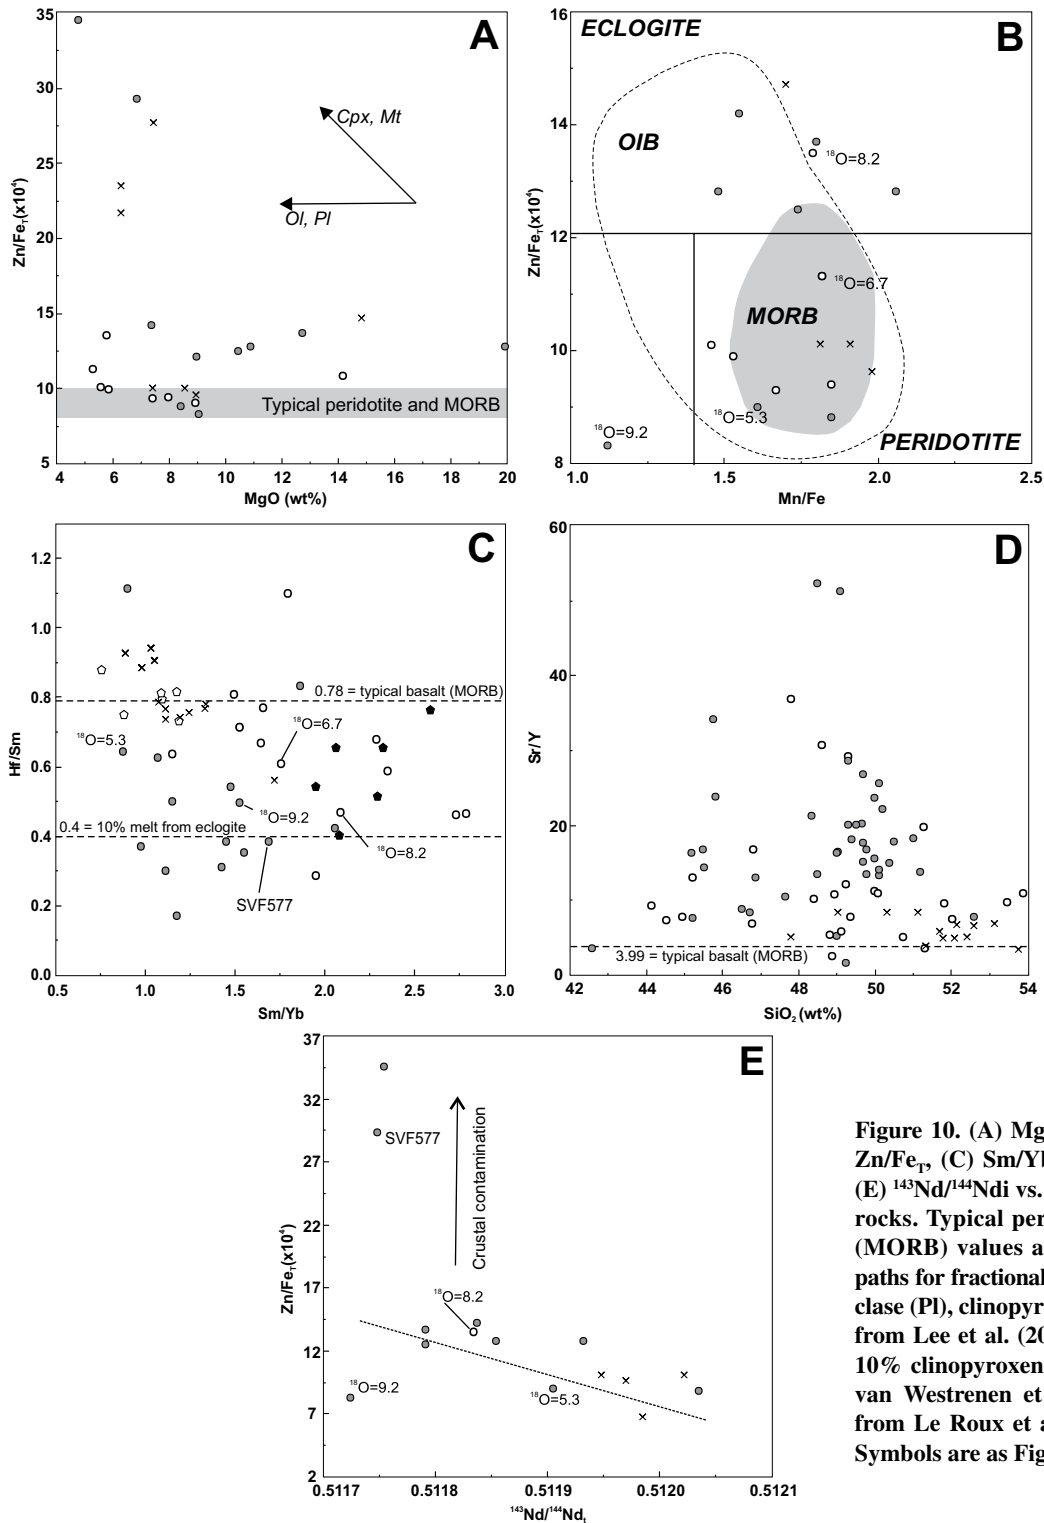 A
35
30
25
20
15
10
5
Zn/Fe_T(x10⁴)
Cpx, Mt
Ol, Pl
Typical peridotite and MORB
4 6 8 10 12 14 16 18 20
MgO (wt%)
B
ECLOGITE
16
14
12
10
8
Zn/Fe_T(x10⁴)
OIB
¹⁸O=8.2
¹⁸O=6.7
MORB
¹⁸O=5.3
¹⁸O=9.2
PERIDOTITE
1.0 1.5 2.0 2.5
Mn/Fe
C
1.2
1.0
0.8
0.6
0.4
0.2
0.0
Hf/Sm
0.78 = typical basalt (MORB)
¹⁸O=6.7
¹⁸O=5.3
¹⁸O=9.2
0.4 = 10% melt from eclogite
¹⁸O=8.2
SVF577
0.5 1.0 1.5 2.0 2.5 3.0
Sm/Yb
D
60
40
20
0
Sr/Y
3.99 = typical basalt (MORB)
42 44 46 48 50 52 54
SiO₂ (wt%)
E
37
32
27
22
17
12
7
2
Zn/Fe_T(x10⁴)
SVF577
Crustal contamination
¹⁸O=8.2
¹⁸O=9.2
¹⁸O=5.3
0.5117 0.5118 0.5119 0.5120 0.5121
¹⁴³Nd/¹⁴⁴Nd_t
Figure 10. (A) Mg
Zn/Fe_T, (C) Sm/Yb
(E) ¹⁴³Nd/¹⁴⁴Ndi vs.
rocks. Typical per
(MORB) values a
paths for fractional
clase (Pl), clinopyr
from Lee et al. (20
10% clinopyroxen
van Westrenen et
from Le Roux et a
Symbols are as Fig